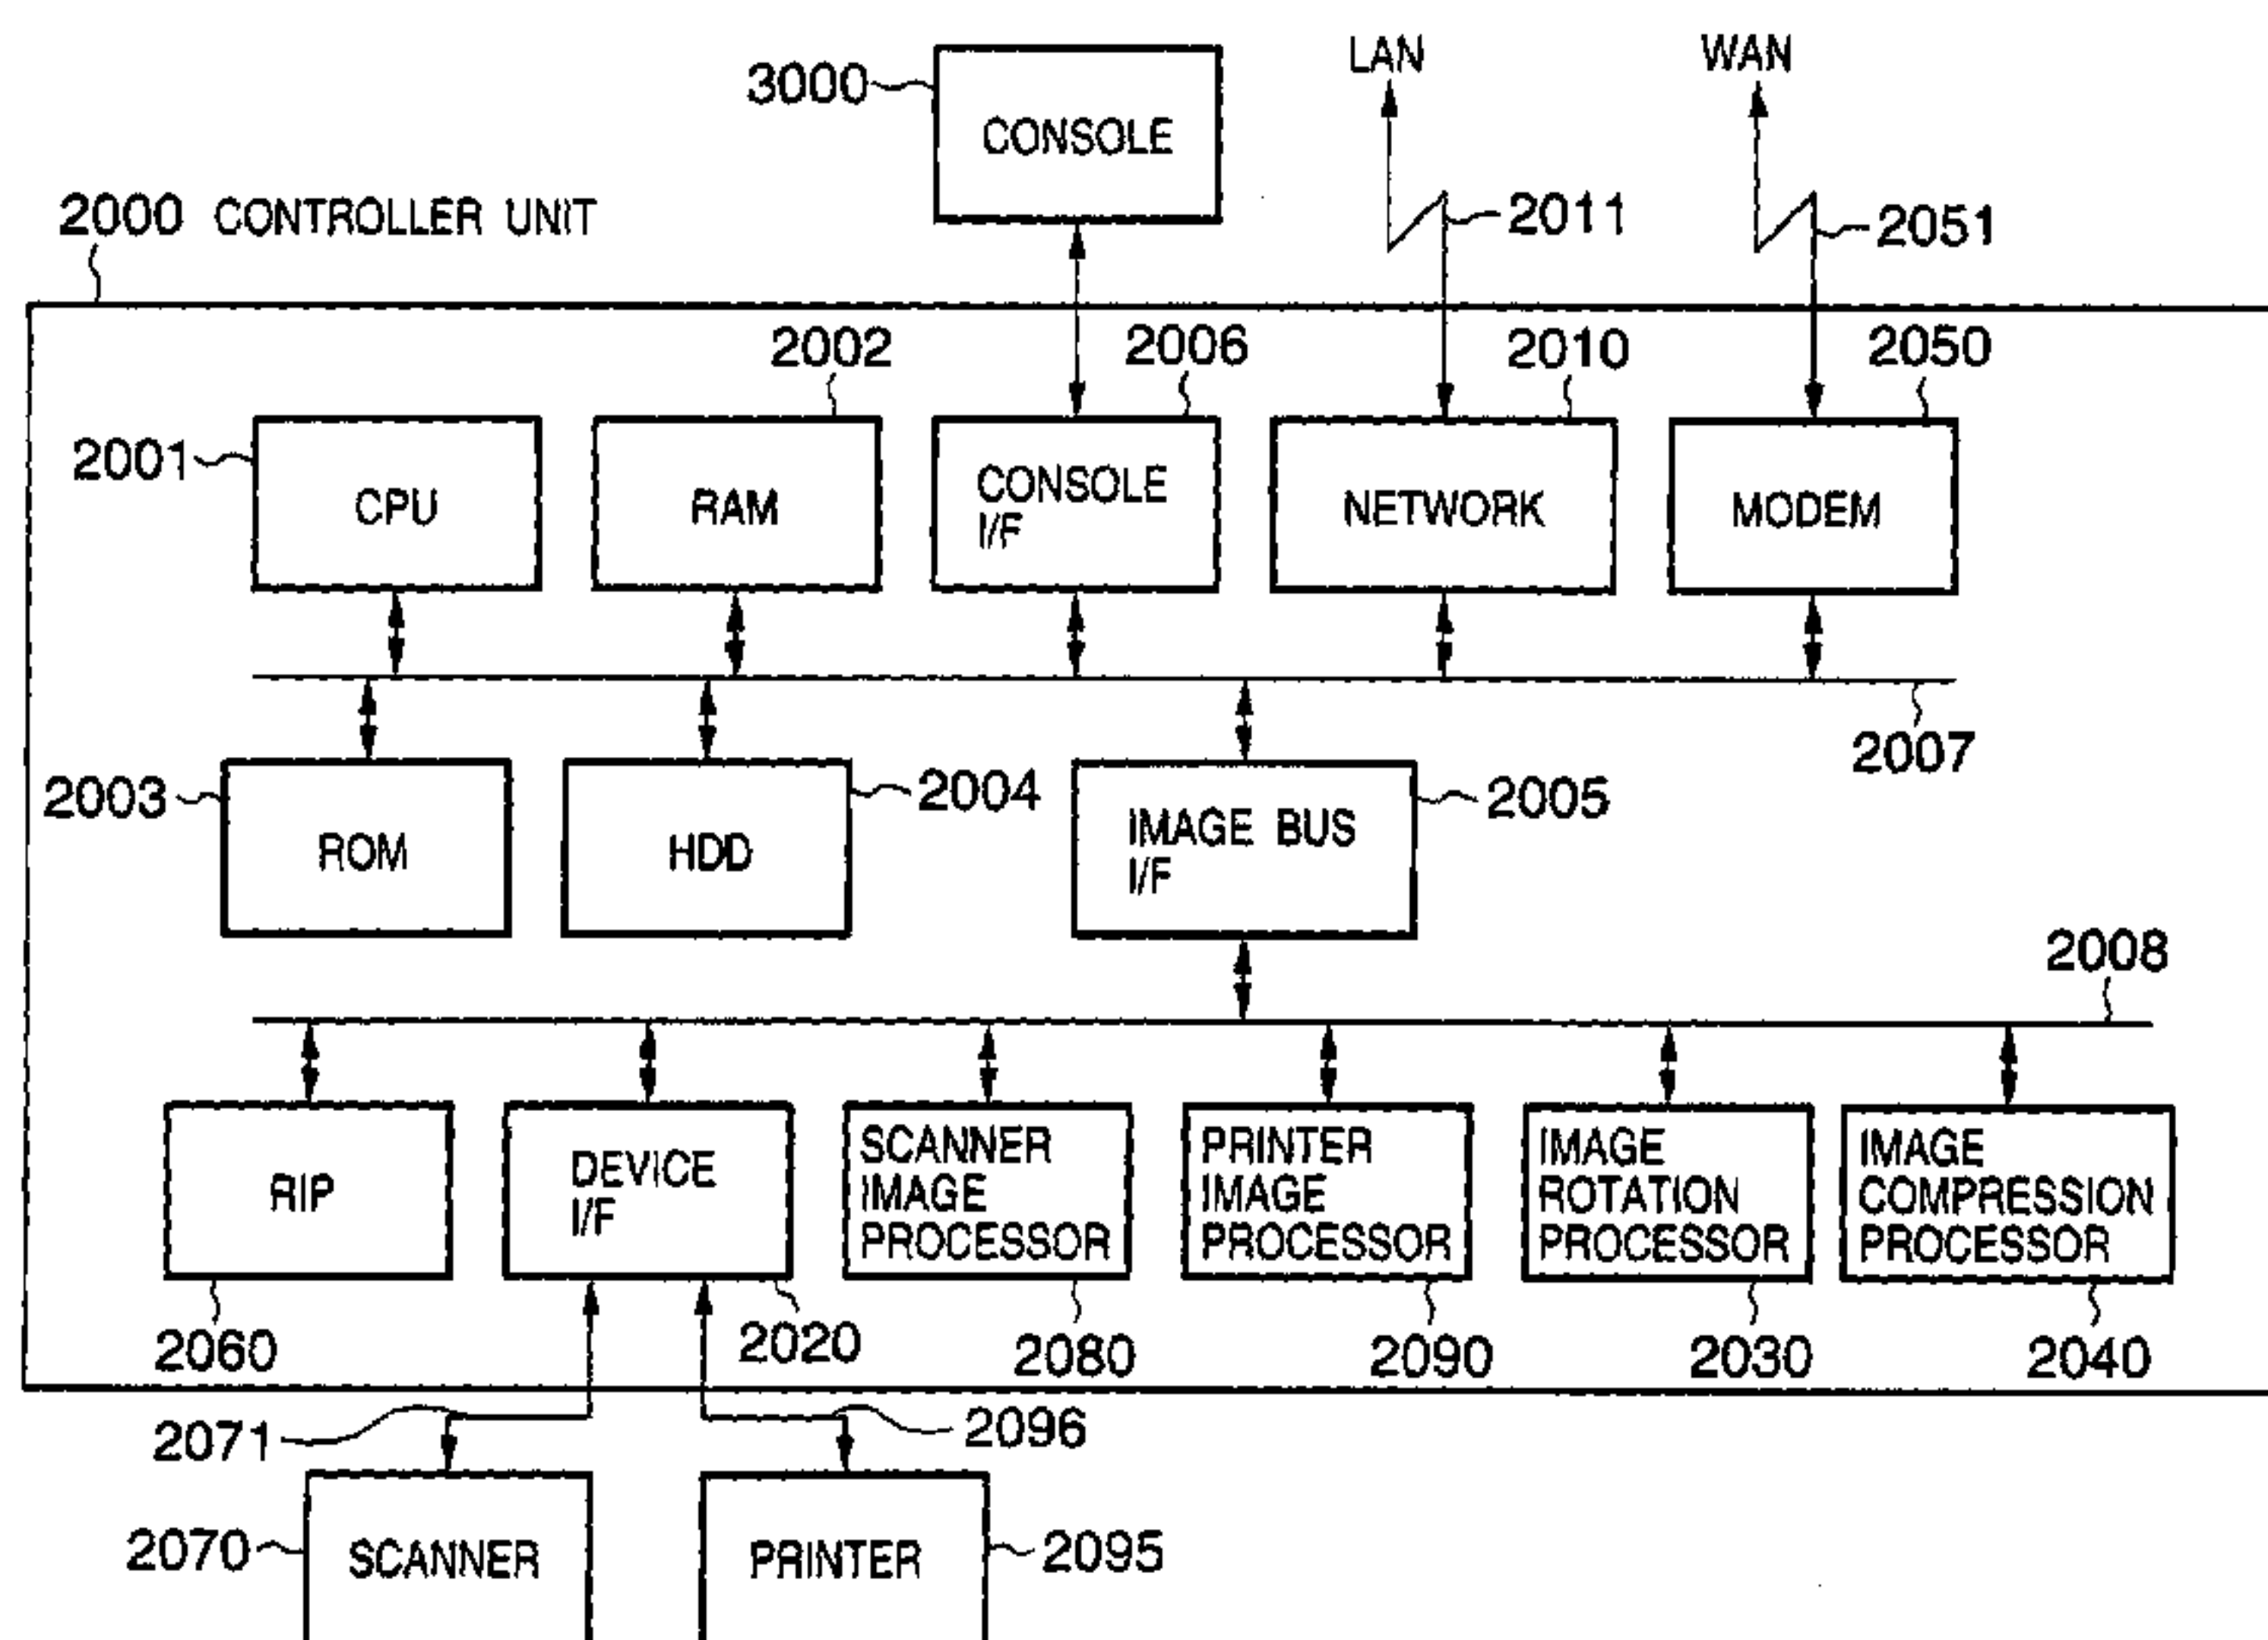 LAN
WAN
3000
CONSOLE
2000 CONTROLLER UNIT
2011
2051
2002
2006
2010
2050
2001
CPU
RAM
CONSOLE
I/F
NETWORK
MODEM
2007
2003
ROM
HDD
2004
IMAGE BUS
I/F
2005
2008
RIP
DEVICE
I/F
SCANNER
IMAGE
PROCESSOR
PRINTER
IMAGE
PROCESSOR
IMAGE
ROTATION
PROCESSOR
IMAGE
COMPRESSION
PROCESSOR
2060
2020
2080
2090
2030
2040
2071
2096
2070
SCANNER
PRINTER
2095